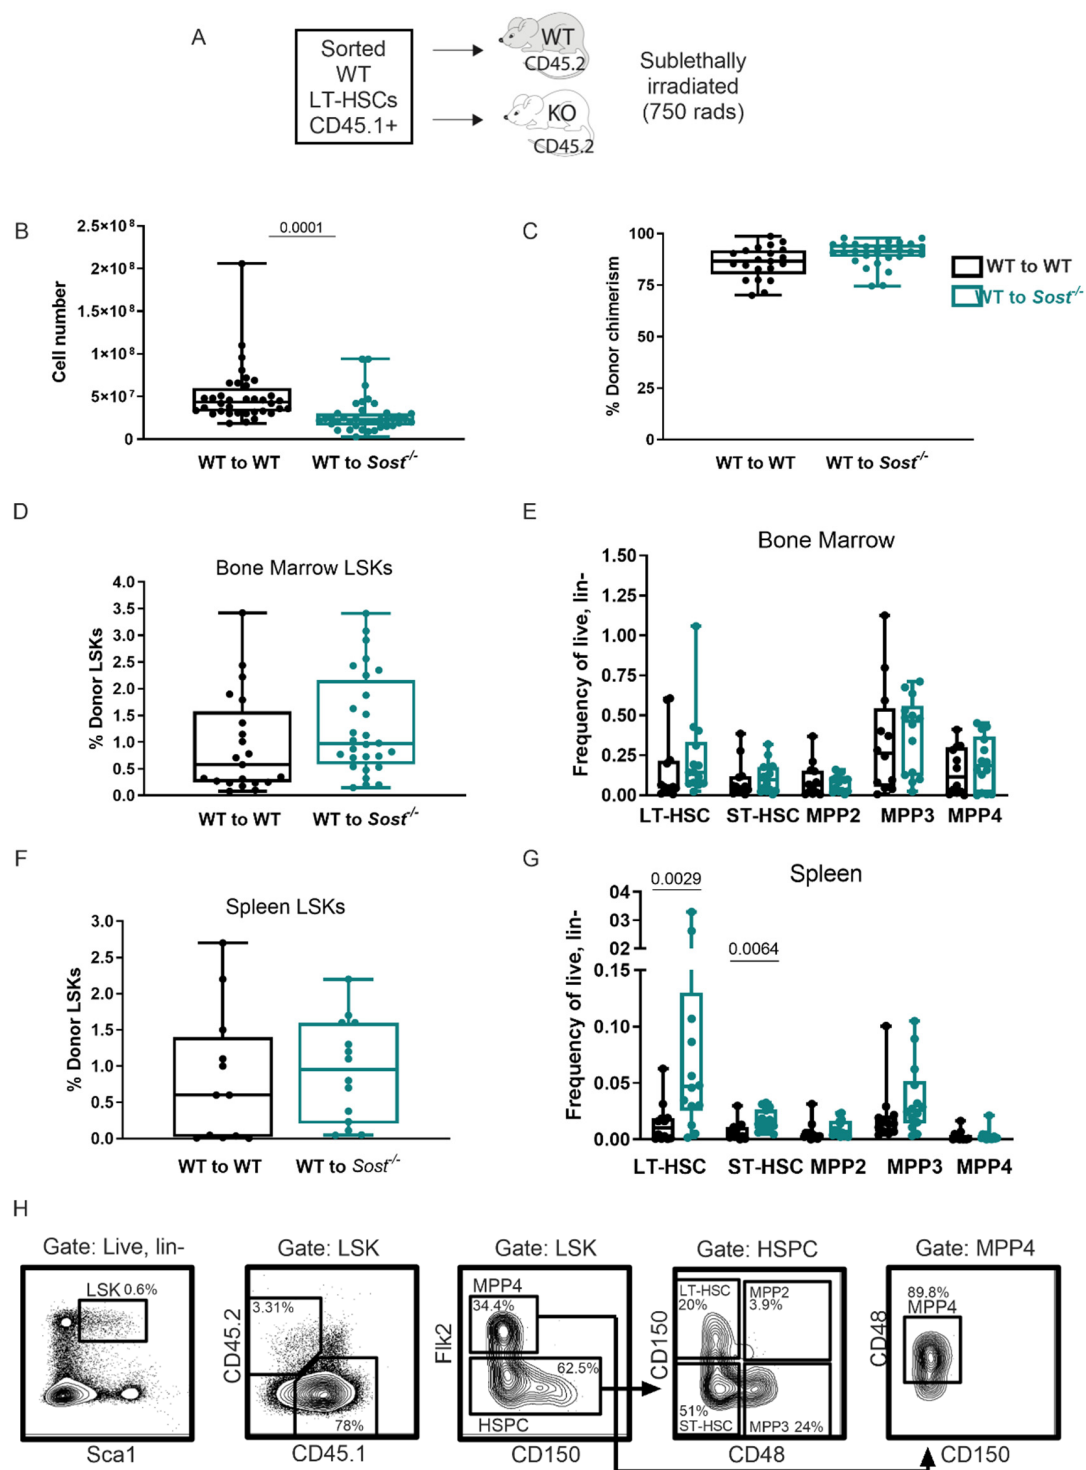 A
Sorted
WT
LT-HSCs
CD45.1+
WT
CD45.2
KO
CD45.2
Sublethally
irradiated
(750 rads)
B
Cell number
2.5×10⁸
2×10⁸
1.5×10⁸
1×10⁸
5×10⁷
0
0.0001
WT to WT
WT to Sost-/-
C
% Donor chimerism
100
75
50
25
0
WT to WT
WT to Sost-/-
WT to WT
WT to Sost-/-
D
Bone Marrow LSKs
% Donor LSKs
4.0
3.5
3.0
2.5
2.0
1.5
1.0
0.5
0.0
WT to WT
WT to Sost-/-
E
Bone Marrow
Frequency of live, lin-
1.50
1.25
1.00
0.75
0.50
0.25
0.00
LT-HSC ST-HSC MPP2 MPP3 MPP4
F
Spleen LSKs
% Donor LSKs
3.0
2.5
2.0
1.5
1.0
0.5
0.0
WT to WT
WT to Sost-/-
G
Spleen
Frequency of live, lin-
04
03
02
0.15
0.10
0.05
0.00
0.0029
0.0064
LT-HSC ST-HSC MPP2 MPP3 MPP4
H
Gate: Live, lin-
LSK 0.6%
Sca1
Gate: LSK
CD45.2
3.31%
78%
CD45.1
Gate: LSK
Flk2
MPP4
34.4%
62.5%
HSPC
CD150
Gate: HSPC
CD150
LT-HSC
20%
MPP2
3.9%
51%
ST-HSC
MPP3 24%
CD48
Gate: MPP4
CD48
89.8%
MPP4
CD150